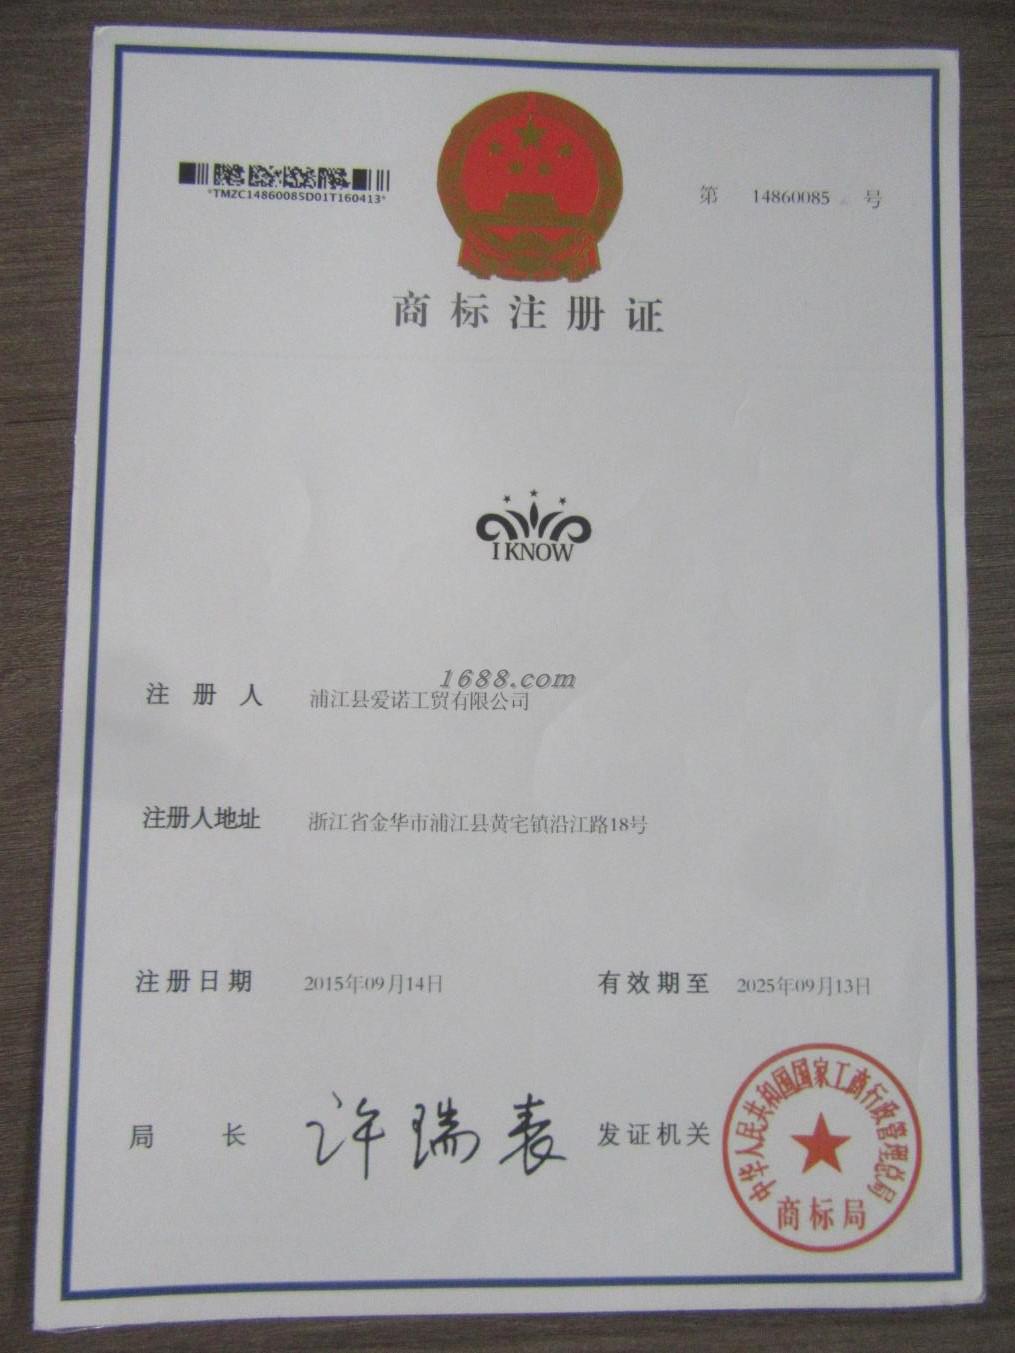 *TMZC14860085D01T160413*
第 14860085 号
商标注册证
I KNOW
1688.com
注册人 浦江县爱诺工贸有限公司
注册人地址 浙江省金华市浦江县黄宅镇沿江路18号
注册日期 2015年09月14日 有效期至 2025年09月13日
局长 许瑞表 发证机关
中华人民共和国国家工商行政管理总局
商标局